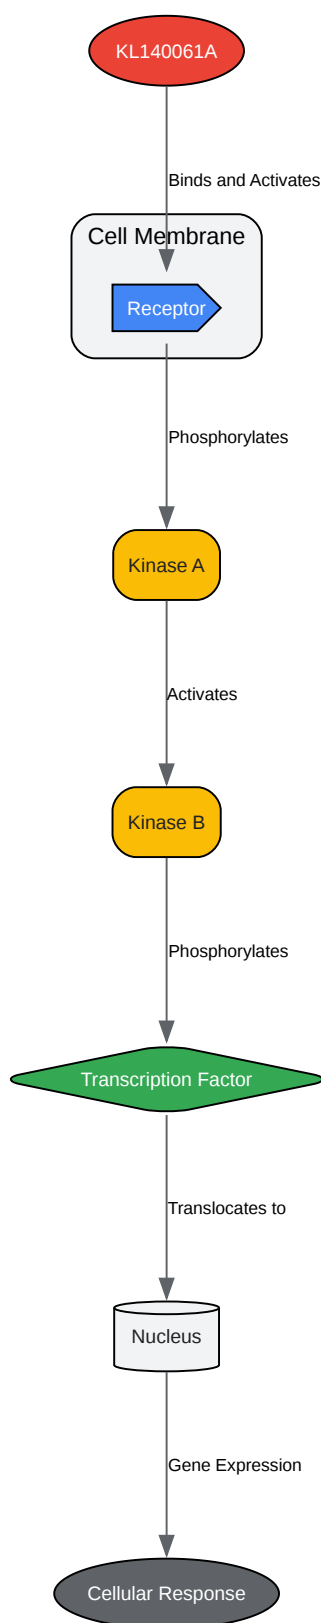 KL140061A
Binds and Activates
Cell Membrane
Receptor
Phosphorylates
Kinase A
Activates
Kinase B
Phosphorylates
Transcription Factor
Translocates to
Nucleus
Gene Expression
Cellular Response